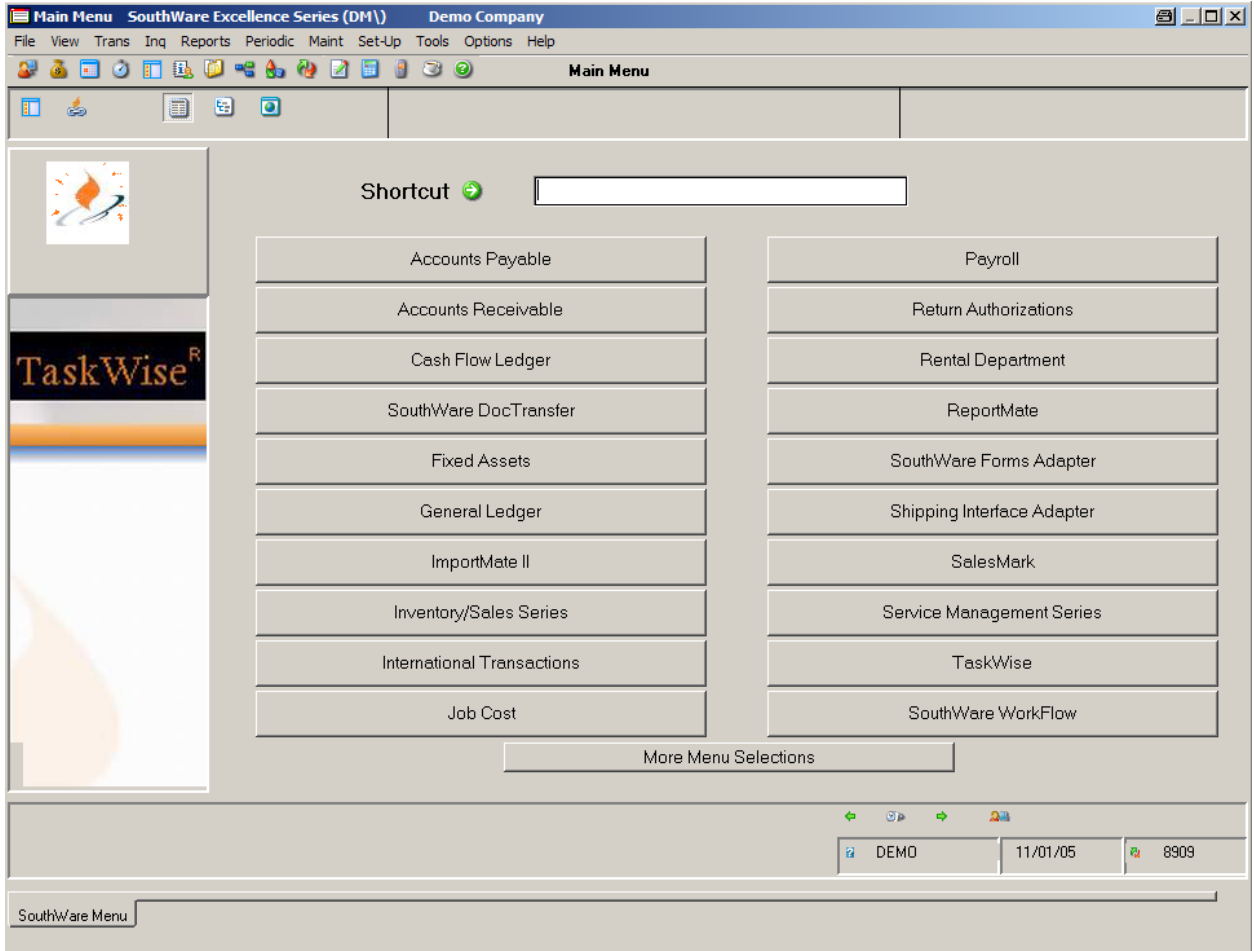 Main Menu SouthWare Excellence Series (DM\) Demo Company
File View Trans Inq Reports Periodic Maint Set-Up Tools Options Help
Main Menu
Shortcut
TaskWise R
Accounts Payable
Accounts Receivable
Cash Flow Ledger
SouthWare DocTransfer
Fixed Assets
General Ledger
ImportMate II
Inventory/Sales Series
International Transactions
Job Cost
Payroll
Return Authorizations
Rental Department
ReportMate
SouthWare Forms Adapter
Shipping Interface Adapter
SalesMark
Service Management Series
TaskWise
SouthWare WorkFlow
More Menu Selections
DEMO 11/01/05 8909
SouthWare Menu